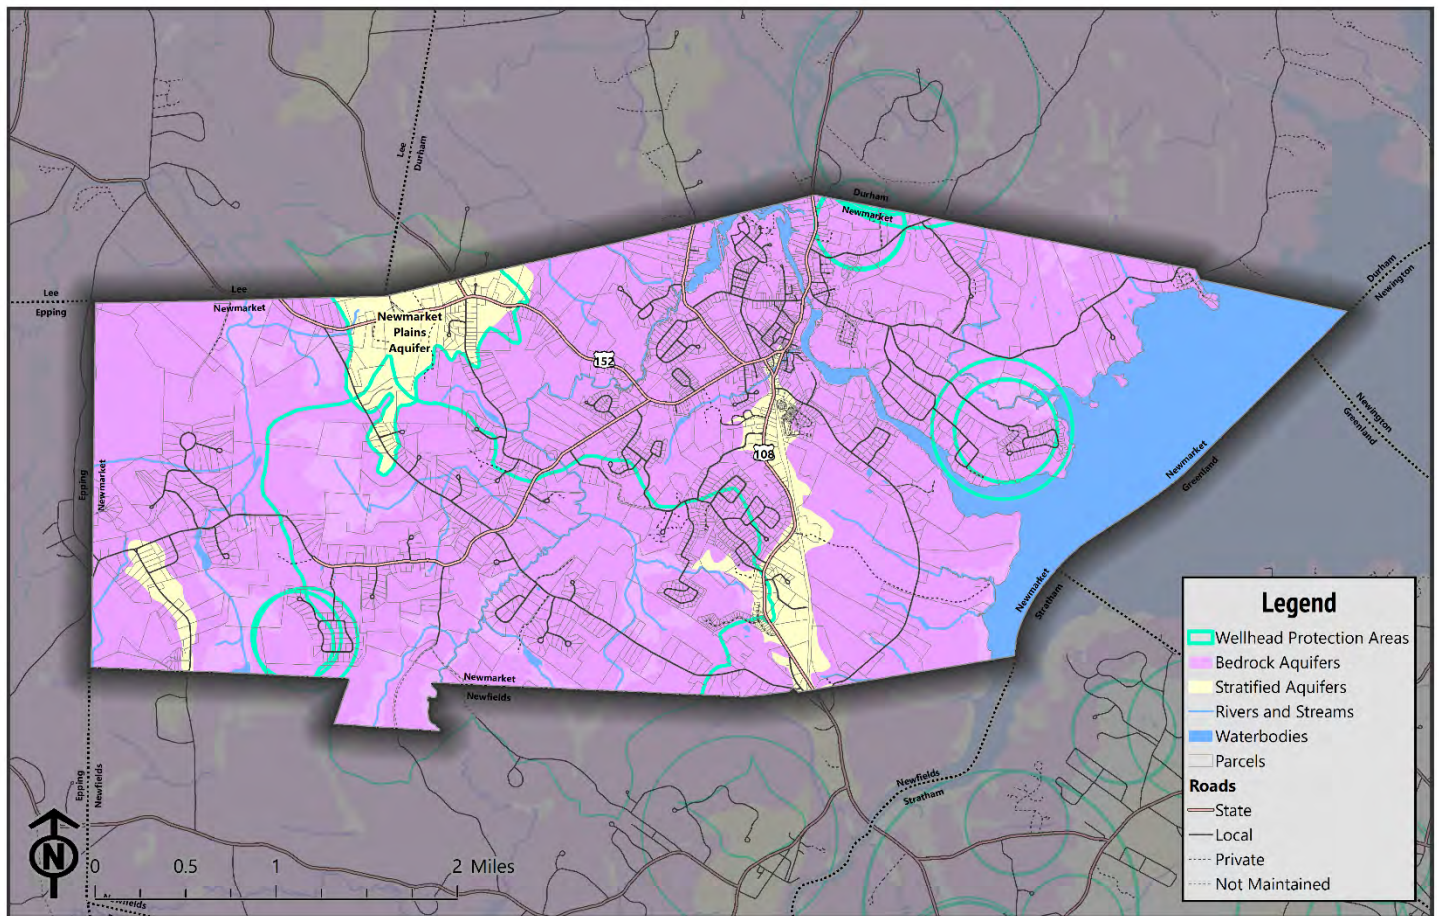 Lee
Durham
Durham
Newmarket
Durham
Newington
Lee
Epping
Lee
Newmarket
Newmarket
Plains
Aquifer
152
Newington
Greenland
108
Newmarket
Greenland
Epping
Newmarket
Newmarket
Stratham
Newmarket
Newfields
Epping
Newfields
Newfields
Stratham
Legend
Wellhead Protection Areas
Bedrock Aquifers
Stratified Aquifers
Rivers and Streams
Waterbodies
Parcels
Roads
State
Local
Private
Not Maintained
N
0 0.5 1 2 Miles
Newfields